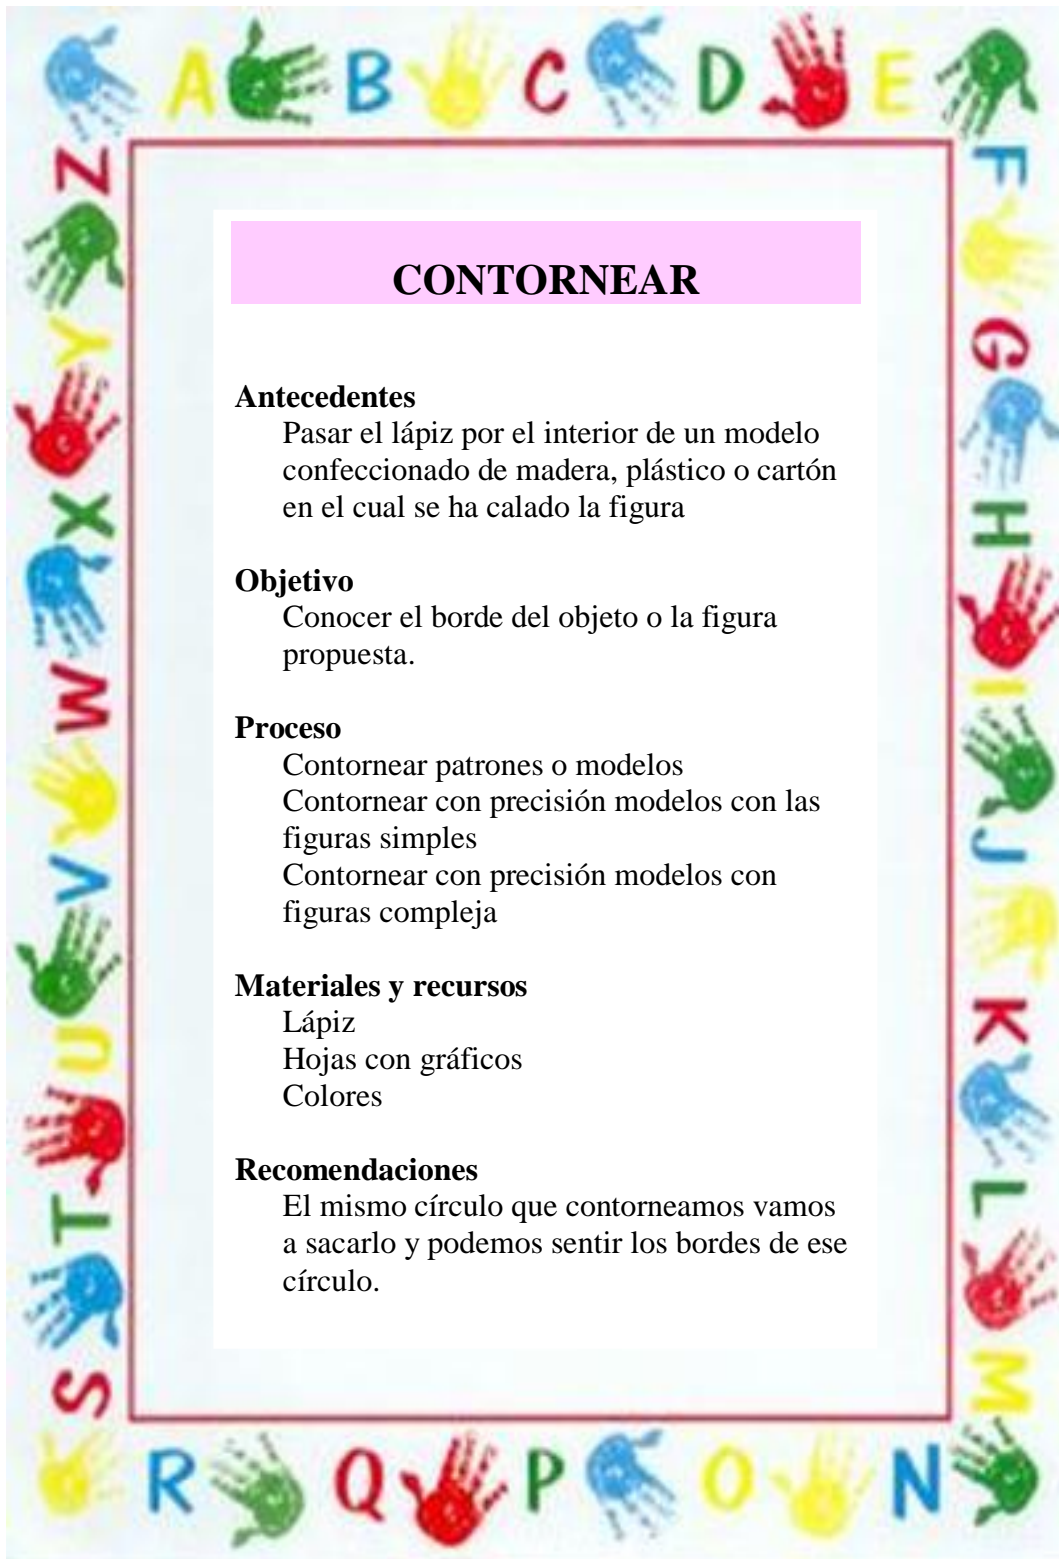 A B C D E
F
G
H
I
J
K
L
M
N
O
P
Q
R
S
T
U
V
W
X
Y
Z
CONTORNEAR
Antecedentes
Pasar el lápiz por el interior de un modelo
confeccionado de madera, plástico o cartón
en el cual se ha calado la figura
Objetivo
Conocer el borde del objeto o la figura
propuesta.
Proceso
Contornear patrones o modelos
Contornear con precisión modelos con las
figuras simples
Contornear con precisión modelos con
figuras compleja
Materiales y recursos
Lápiz
Hojas con gráficos
Colores
Recomendaciones
El mismo círculo que contorneamos vamos
a sacarlo y podemos sentir los bordes de ese
círculo.